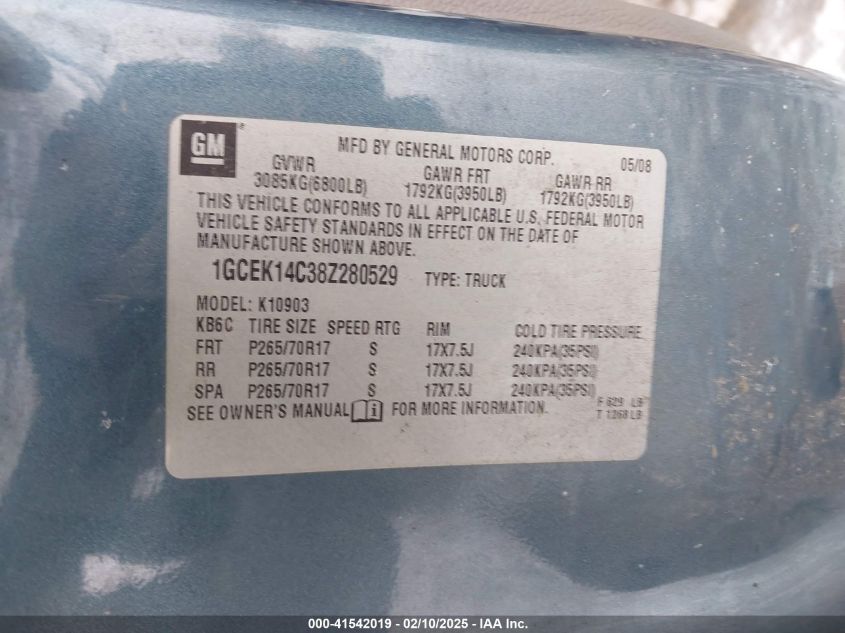 GM
MFD BY GENERAL MOTORS CORP. 05/08
GVWR GAWR FRT GAWR RR
3085KG(6800LB) 1792KG(3950LB) 1792KG(3950LB)
THIS VEHICLE CONFORMS TO ALL APPLICABLE U.S. FEDERAL MOTOR
VEHICLE SAFETY STANDARDS IN EFFECT ON THE DATE OF
MANUFACTURE SHOWN ABOVE.
1GCEK14C38Z280529 TYPE: TRUCK
MODEL: K10903
KB6C TIRE SIZE SPEED RTG RIM COLD TIRE PRESSURE
FRT P265/70R17 S 17X7.5J 240KPA(35PSI)
RR P265/70R17 S 17X7.5J 240KPA(35PSI)
SPA P265/70R17 S 17X7.5J 240KPA(35PSI)
SEE OWNER'S MANUAL FOR MORE INFORMATION.
F 629 LB
T 1268 LB
000-41542019 - 02/10/2025 - IAA Inc.